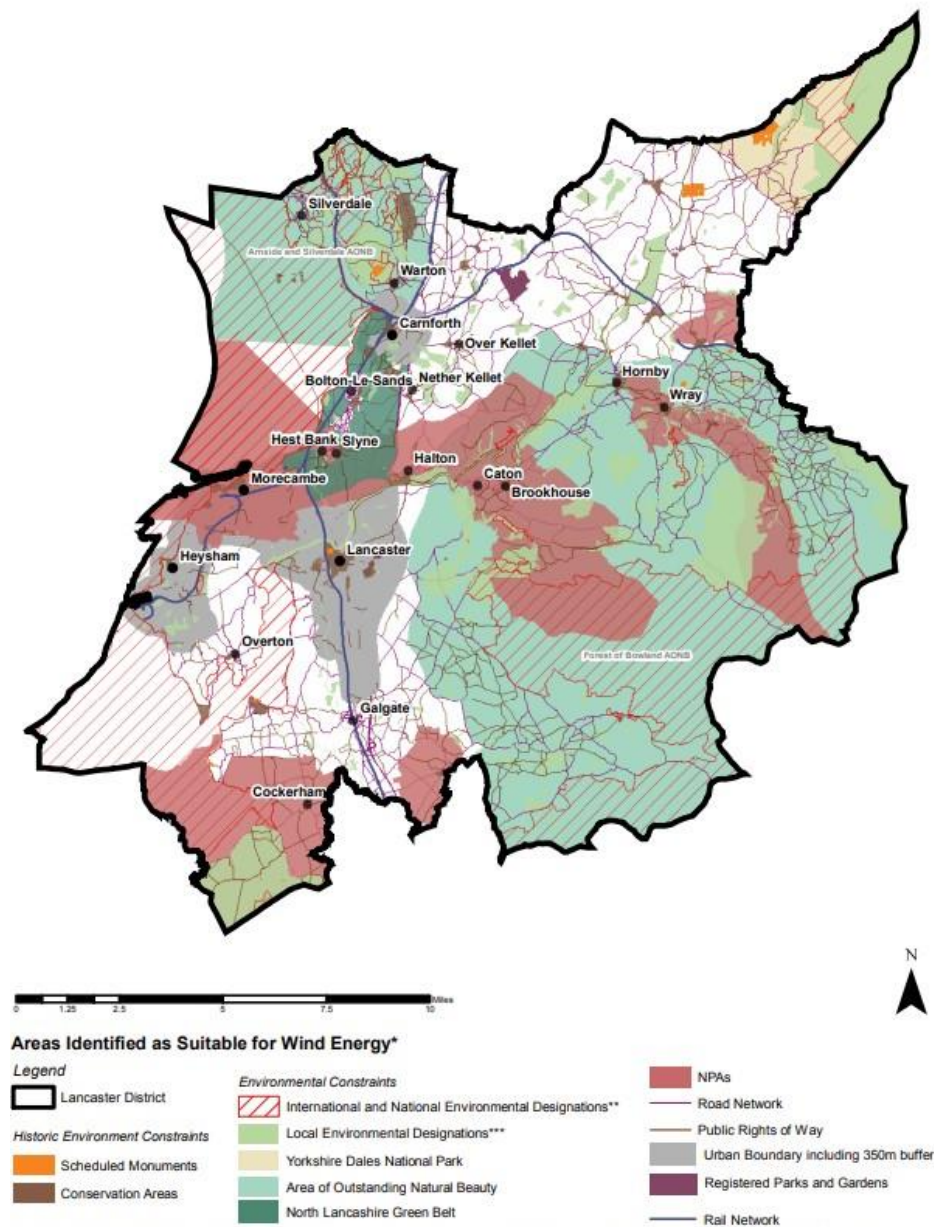 Silverdale
Arnside and Silverdale AONB
Warton
Carnforth
Over Kellet
Bolton-Le-Sands
Nether Kellet
Hornby
Wray
Hest Bank
Slyne
Halton
Morecambe
Caton
Brookhouse
Lancaster
Heysham
Overton
Forest of Bowland AONB
Galgate
Cockerham
N
Miles
0 1.25 2.5 5 7.5 10
Areas Identified as Suitable for Wind Energy*
Legend
Lancaster District
Historic Environment Constraints
Scheduled Monuments
Conservation Areas
Environmental Constraints
International and National Environmental Designations**
Local Environmental Designations***
Yorkshire Dales National Park
Area of Outstanding Natural Beauty
North Lancashire Green Belt
NPAs
Road Network
Public Rights of Way
Urban Boundary including 350m buffer
Registered Parks and Gardens
Rail Network